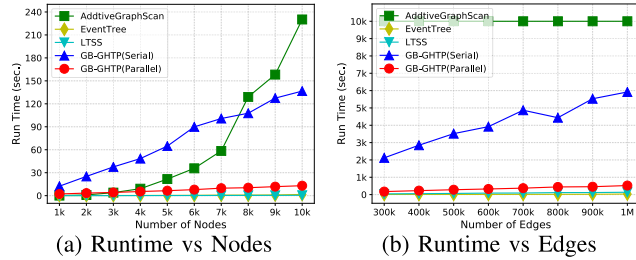 AddtiveGraphScan
EventTree
LTSS
GB-GHTP(Serial)
GB-GHTP(Parallel)
240
210
180
150
120
90
60
30
0
Run Time (sec.)
1k 2k 3k 4k 5k 6k 7k 8k 9k 10k
Number of Nodes
(a) Runtime vs Nodes
AddtiveGraphScan
EventTree
LTSS
GB-GHTP(Serial)
GB-GHTP(Parallel)
10k
9k
8k
7k
6k
5k
4k
3k
2k
1k
0
Run Time (sec.)
300k 400k 500k 600k 700k 800k 900k 1M
Number of Edges
(b) Runtime vs Edges